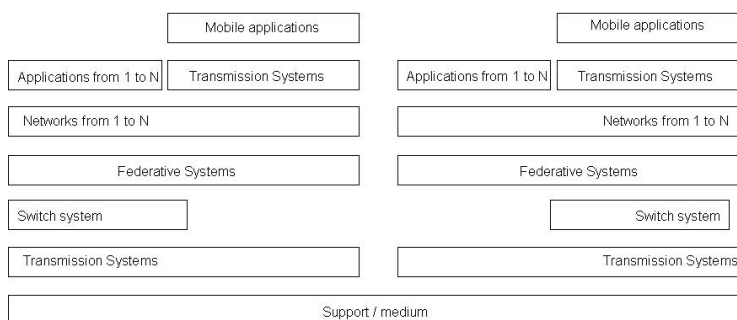 Mobile applications Mobile applications
Applications from 1 to N Transmission Systems Applications from 1 to N Transmission Systems
Networks from 1 to N Networks from 1 to N
Federative Systems Federative Systems
Switch system Switch system
Transmission Systems Transmission Systems
Support / medium